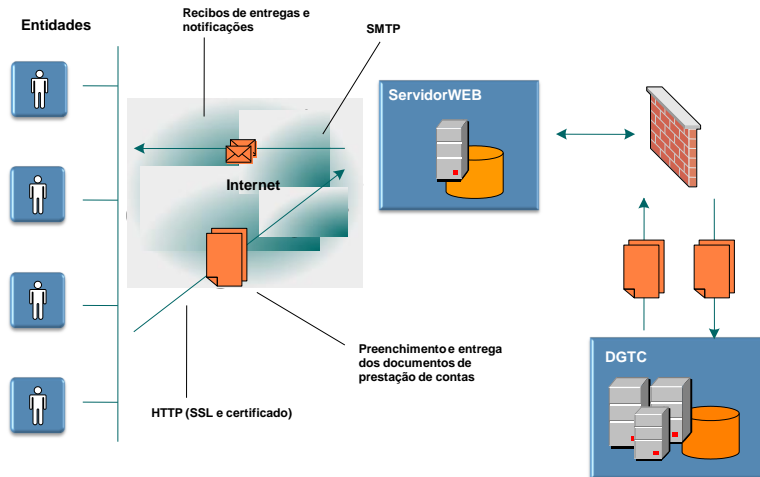 Entidades
Recibos de entregas e
notificações
SMTP
ServidorWEB
Internet
Preenchimento e entrega
dos documentos de
prestação de contas
HTTP (SSL e certificado)
DGTC